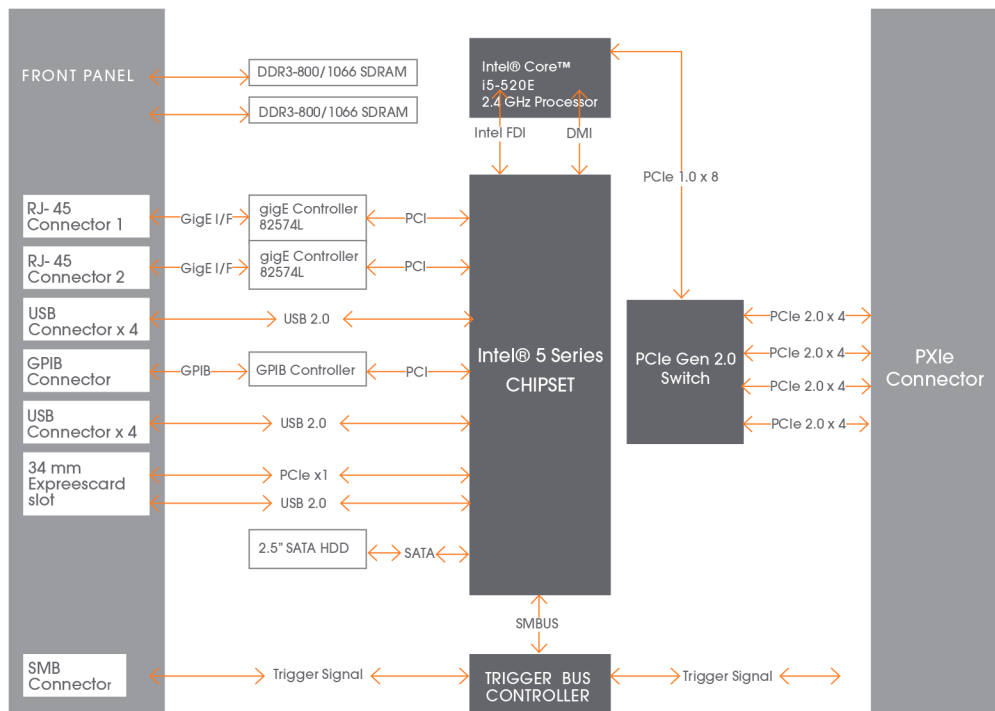 FRONT PANEL
DDR3-800/1066 SDRAM
DDR3-800/1066 SDRAM
Intel® Core™
i5-520E
2.4 GHz Processor
Intel FDI
DMI
PCIe 1.0 x 8
RJ- 45
Connector 1
GigE I/F
gigE Controller
82574L
PCI
RJ- 45
Connector 2
GigE I/F
gigE Controller
82574L
PCI
USB
Connector x 4
USB 2.0
GPIB
Connector
GPIB
GPIB Controller
PCI
USB
Connector x 4
USB 2.0
34 mm
Expreescard
slot
PCIe x1
USB 2.0
2.5" SATA HDD
SATA
Intel® 5 Series
CHIPSET
PCIe Gen 2.0
Switch
PCIe 2.0 x 4
PCIe 2.0 x 4
PCIe 2.0 x 4
PCIe 2.0 x 4
PXIe
Connector
SMBUS
SMB
Connector
Trigger Signal
TRIGGER BUS
CONTROLLER
Trigger Signal